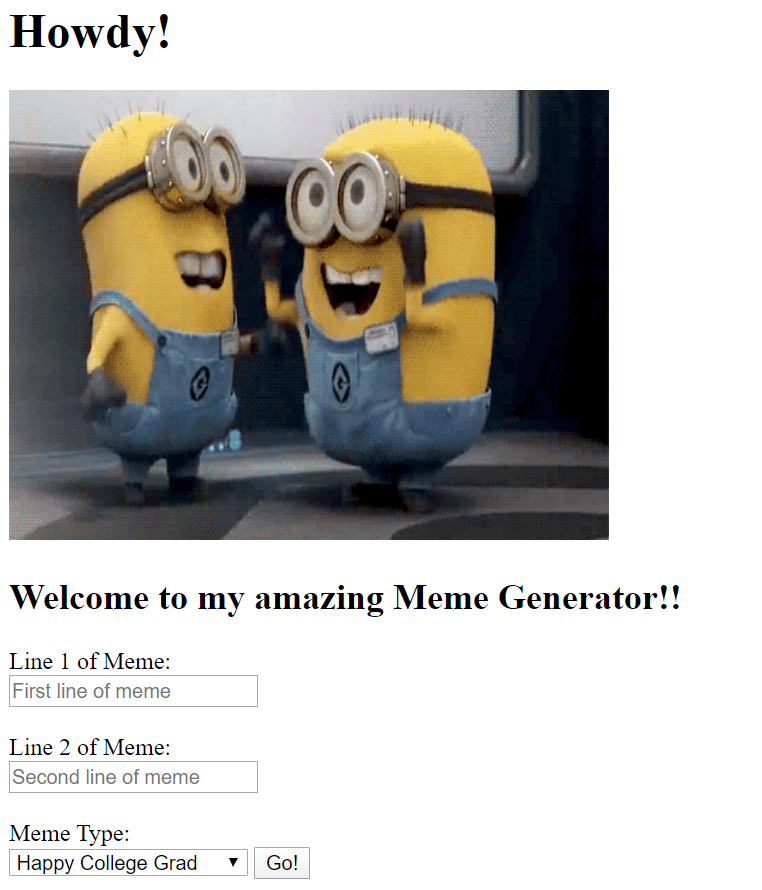 Howdy!
Welcome to my amazing Meme Generator!!
Line 1 of Meme:
First line of meme
Line 2 of Meme:
Second line of meme
Meme Type:
Happy College Grad Go!